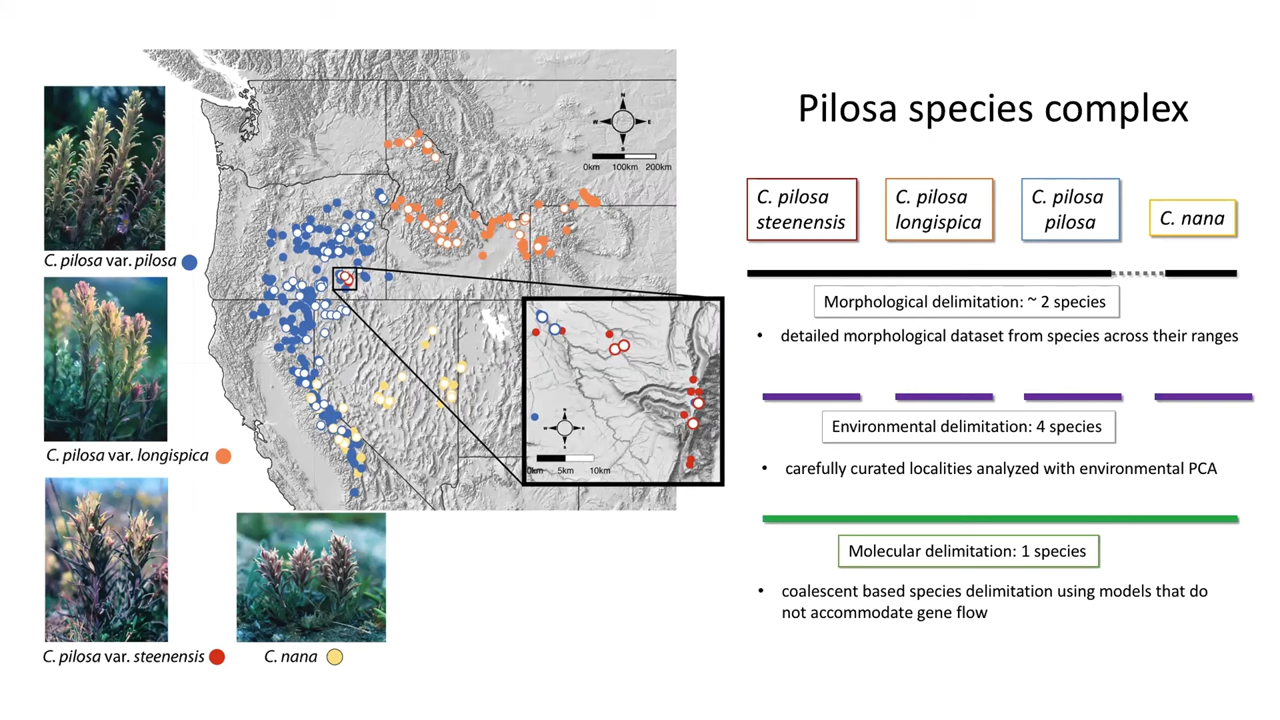 Pilosa species complex
C. pilosa
steenensis
C. pilosa
longispica
C. pilosa
pilosa
C. nana
Morphological delimitation: ~ 2 species
• detailed morphological dataset from species across their ranges
Environmental delimitation: 4 species
• carefully curated localities analyzed with environmental PCA
Molecular delimitation: 1 species
• coalescent based species delimitation using models that do
not accommodate gene flow
C. pilosa var. pilosa
C. pilosa var. longispica
C. pilosa var. steenensis
C. nana
N
W
E
S
0km 100km 200km
0km 5km 10km